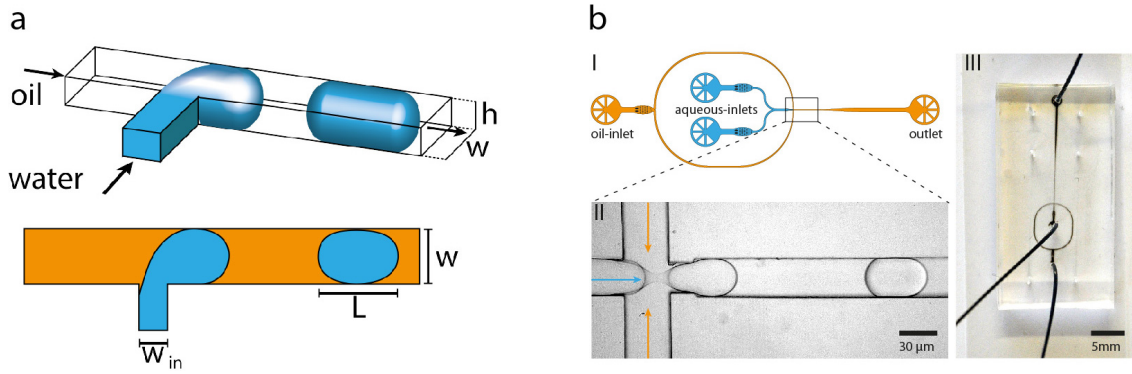 a
oil
water
h
w
w
L
w in
b
I
oil-inlet
aqueous-inlets
outlet
II
30 µm
III
5mm